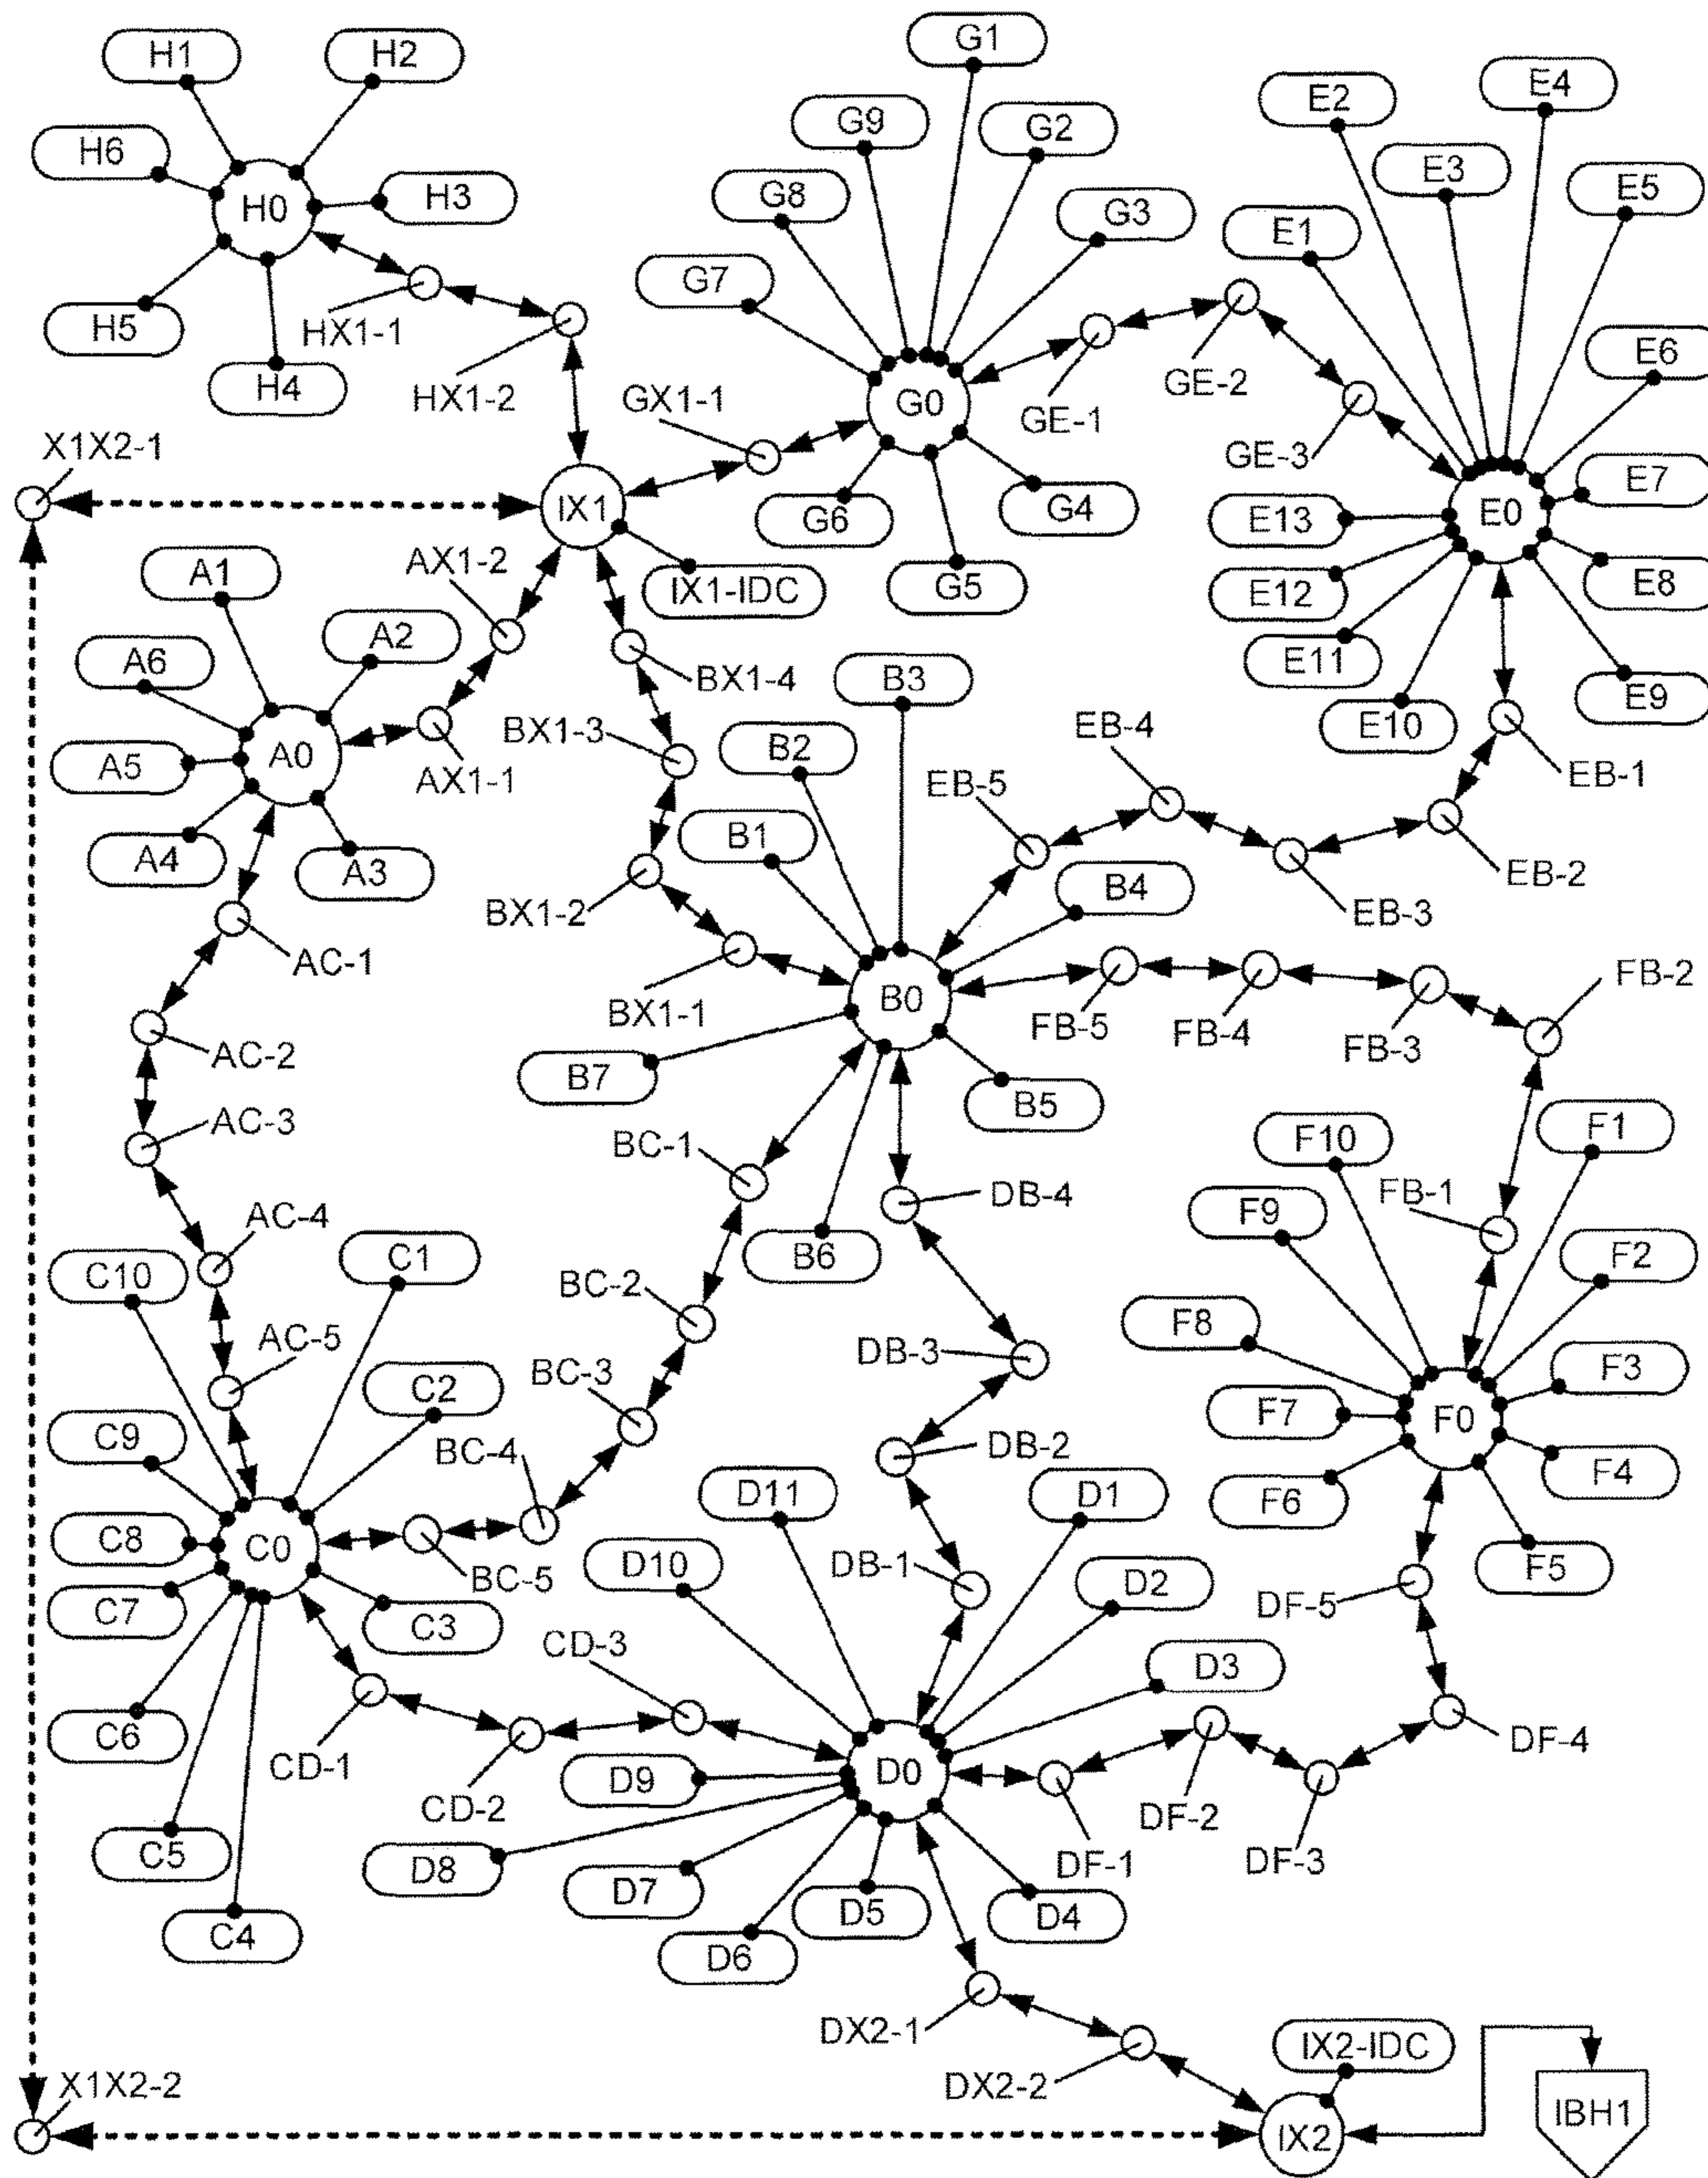 H1
H2
G1
E4
E2
G9
G2
E3
E5
H6
H3
H0
G8
G3
E1
G7
H5
HX1-1
H4
HX1-2
GX1-1
G0
GE-1
GE-2
E6
GE-3
X1X2-1
IX1
G6
G4
E13
E0
E7
AX1-2
IX1-IDC
G5
E12
E8
A1
A2
E11
A6
BX1-4
B3
E10
E9
A5
A0
AX1-1
BX1-3
B2
EB-4
EB-5
EB-1
A4
A3
B1
BX1-2
B4
EB-2
EB-3
AC-1
BX1-1
B0
FB-5
FB-4
FB-3
FB-2
AC-2
B7
B5
AC-3
BC-1
F10
F1
FB-1
DB-4
AC-4
C10
C1
B6
F9
F2
BC-2
F8
DB-3
AC-5
BC-3
C2
F3
F7
F0
C9
BC-4
DB-2
F6
F4
D11
D1
C8
C0
BC-5
D10
DB-1
D2
F5
DF-5
C7
C3
CD-3
D3
C6
CD-1
CD-2
D9
D0
DF-4
DF-2
C5
D8
D7
D5
DF-1
DF-3
C4
D6
D4
DX2-1
IX2-IDC
X1X2-2
DX2-2
IX2
IBH1